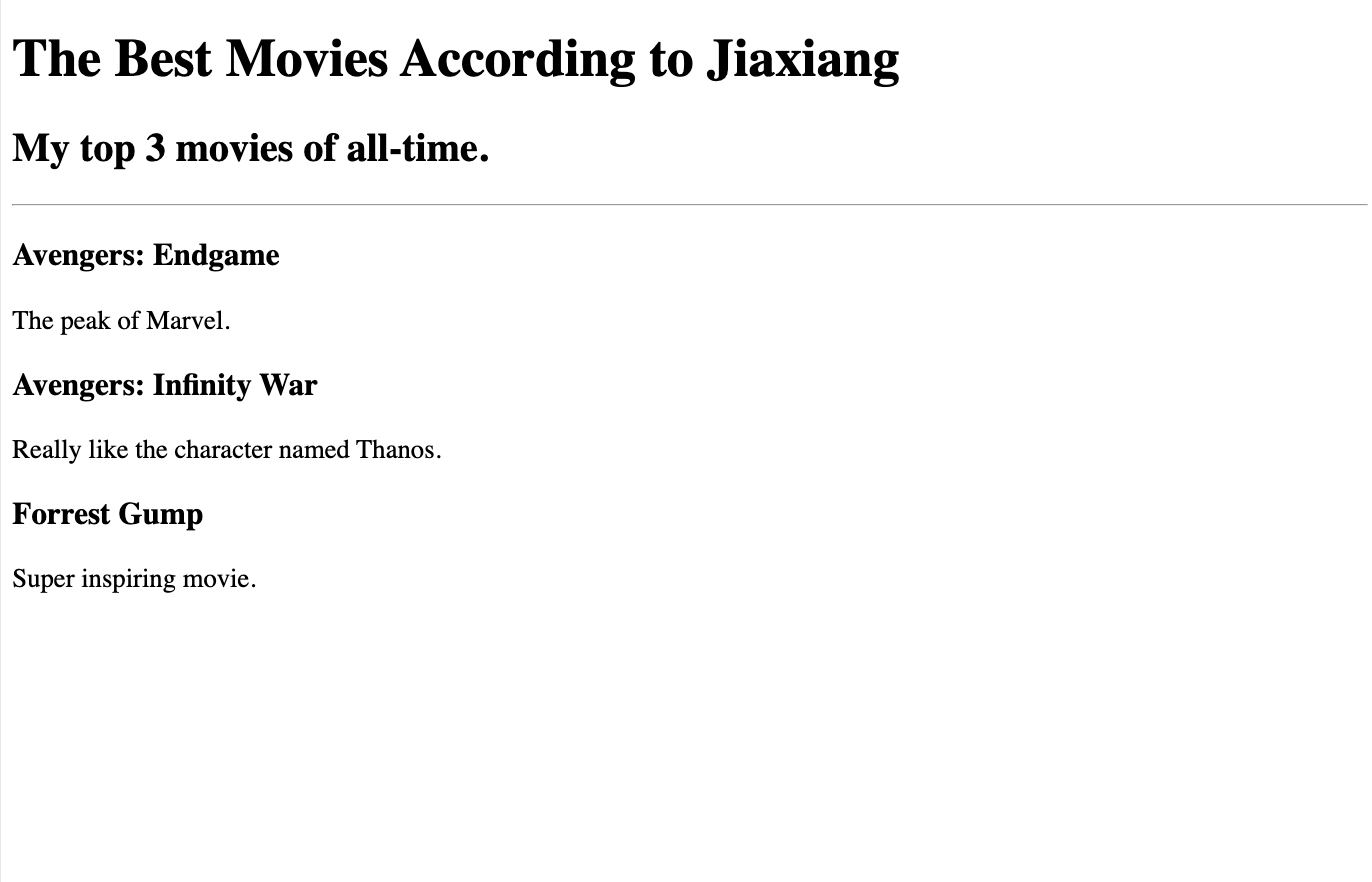 The Best Movies According to Jiaxiang
My top 3 movies of all-time.
Avengers: Endgame
The peak of Marvel.
Avengers: Infinity War
Really like the character named Thanos.
Forrest Gump
Super inspiring movie.